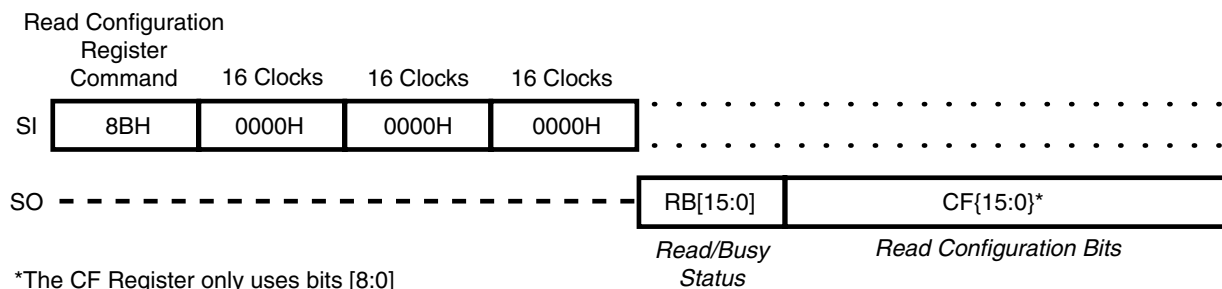 Read Configuration
Register
Command 16 Clocks 16 Clocks 16 Clocks
SI 8BH 0000H 0000H 0000H
SO RB[15:0] CF{15:0}*
Read/Busy Read Configuration Bits
Status
*The CF Register only uses bits [8:0]